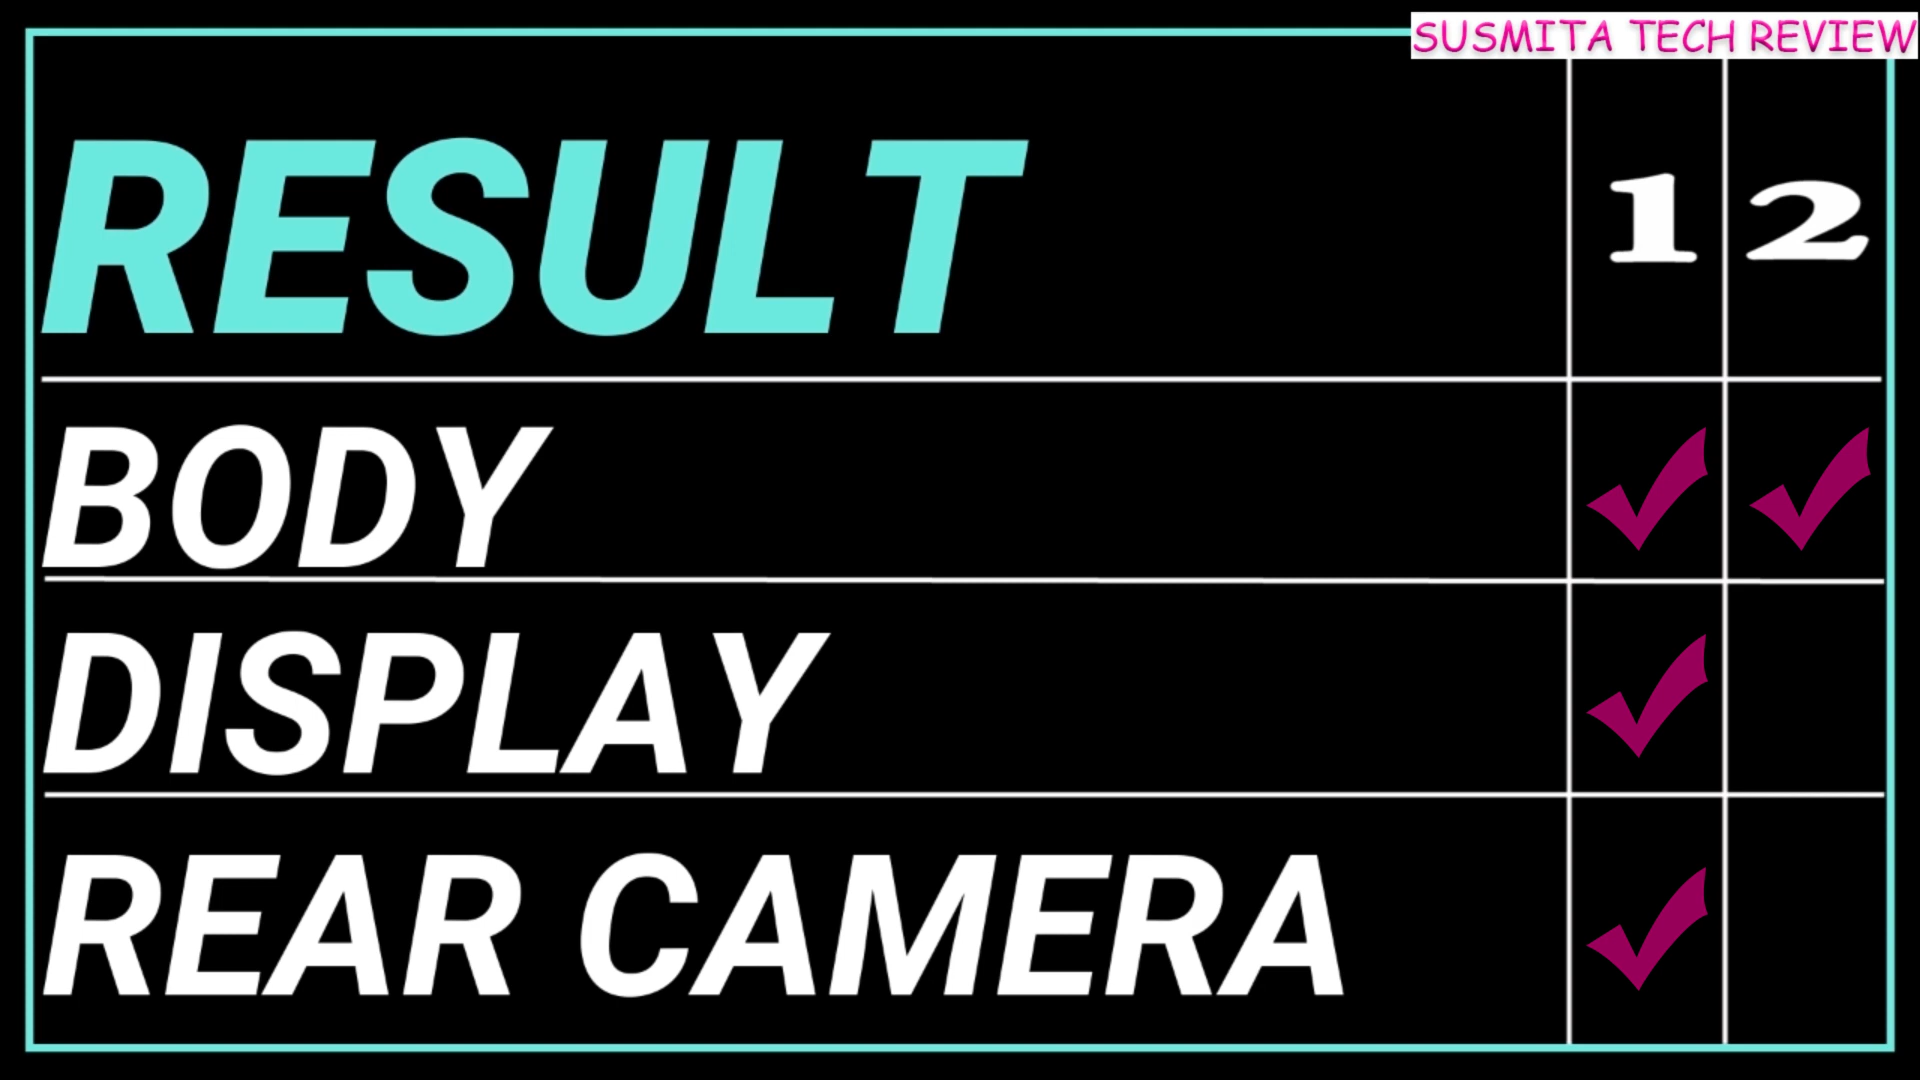 SUSMITA TECH REVIEW
RESULT 1 2
BODY
DISPLAY
REAR CAMERA